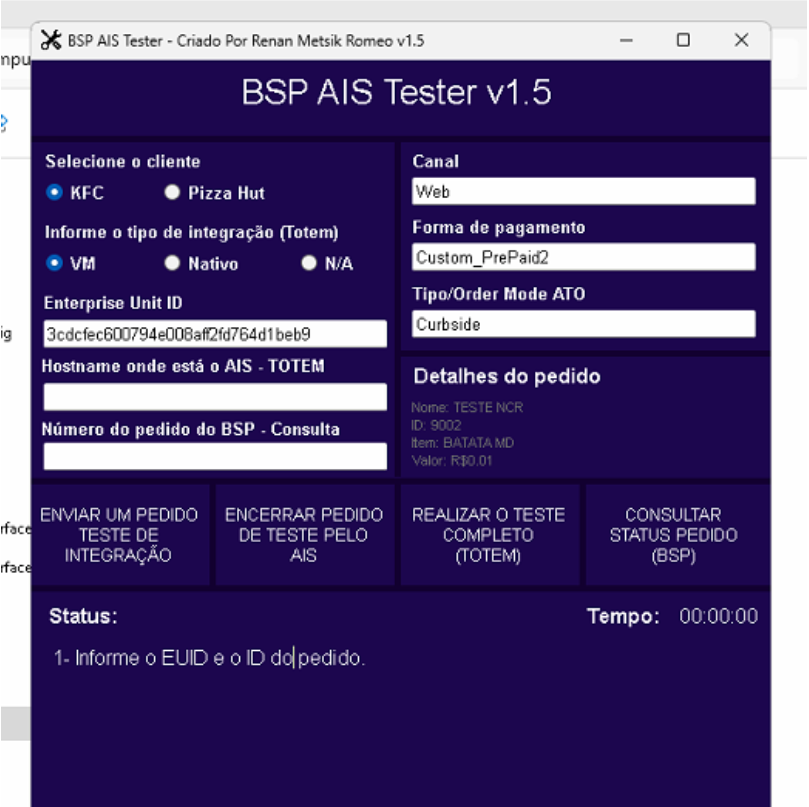 BSP AIS Tester - Criado Por Renan Metsik Romeo v1.5
BSP AIS Tester v1.5
Selecione o cliente
KFC
Pizza Hut
Informe o tipo de integração (Totem)
VM
Nativo
N/A
Enterprise Unit ID
3cdcfec600794e008aff2fd764d1beb9
Hostname onde está o AIS - TOTEM
Número do pedido do BSP - Consulta
Canal
Web
Forma de pagamento
Custom_PrePaid2
Tipo/Order Mode ATO
Curbside
Detalhes do pedido
Nome: TESTE NCR
ID: 9002
Item: BATATA MD
Valor: R$0.01
ENVIAR UM PEDIDO
TESTE DE
INTEGRAÇÃO
ENCERRAR PEDIDO
DE TESTE PELO
AIS
REALIZAR O TESTE
COMPLETO
(TOTEM)
CONSULTAR
STATUS PEDIDO
(BSP)
Status:
Tempo: 00:00:00
1- Informe o EUID e o ID do pedido.
mpu
ig
rface
rface